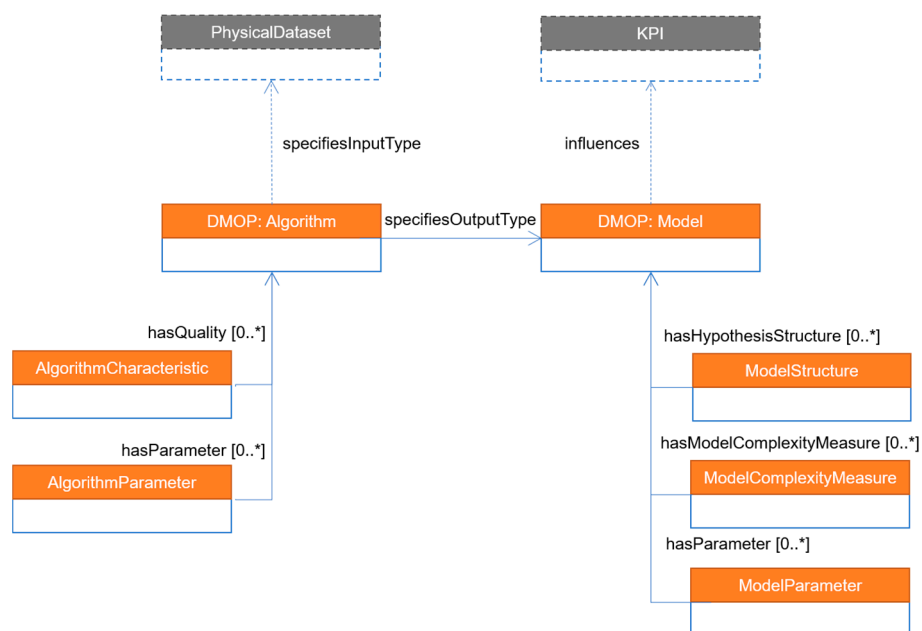 PhysicalDataset
KPI
specifiesInputType
influences
DMOP: Algorithm
specifiesOutputType
DMOP: Model
hasQuality [0..*]
AlgorithmCharacteristic
hasParameter [0..*]
AlgorithmParameter
hasHypothesisStructure [0..*]
ModelStructure
hasModelComplexityMeasure [0..*]
ModelComplexityMeasure
hasParameter [0..*]
ModelParameter